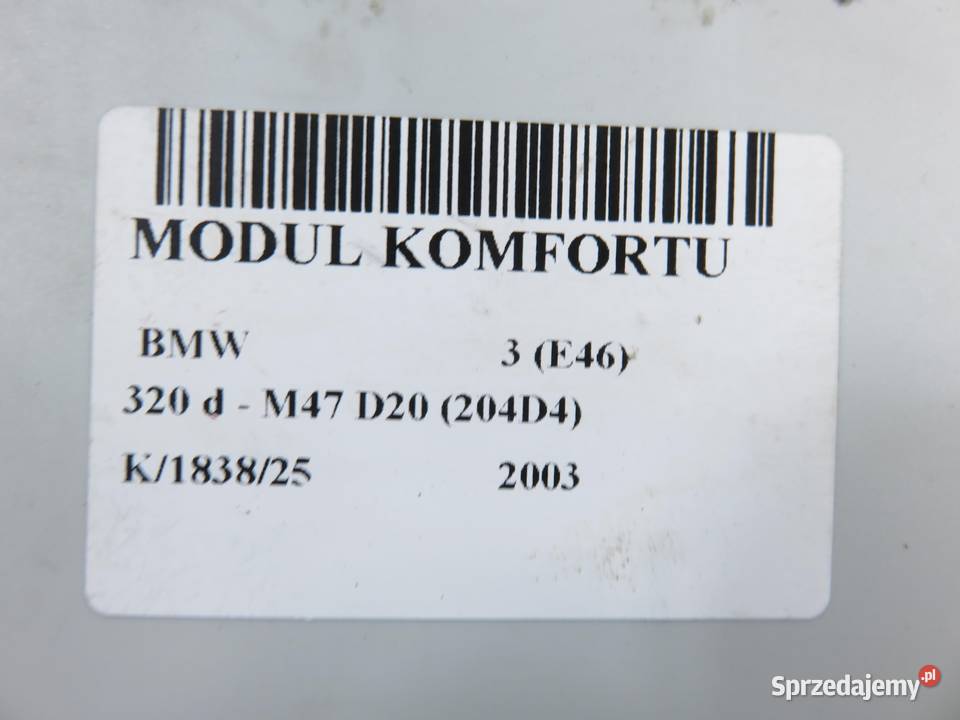 MODUL KOMFORTU
BMW 3 (E46)
320 d - M47 D20 (204D4)
K/1838/25 2003
Sprzedajemy.pl